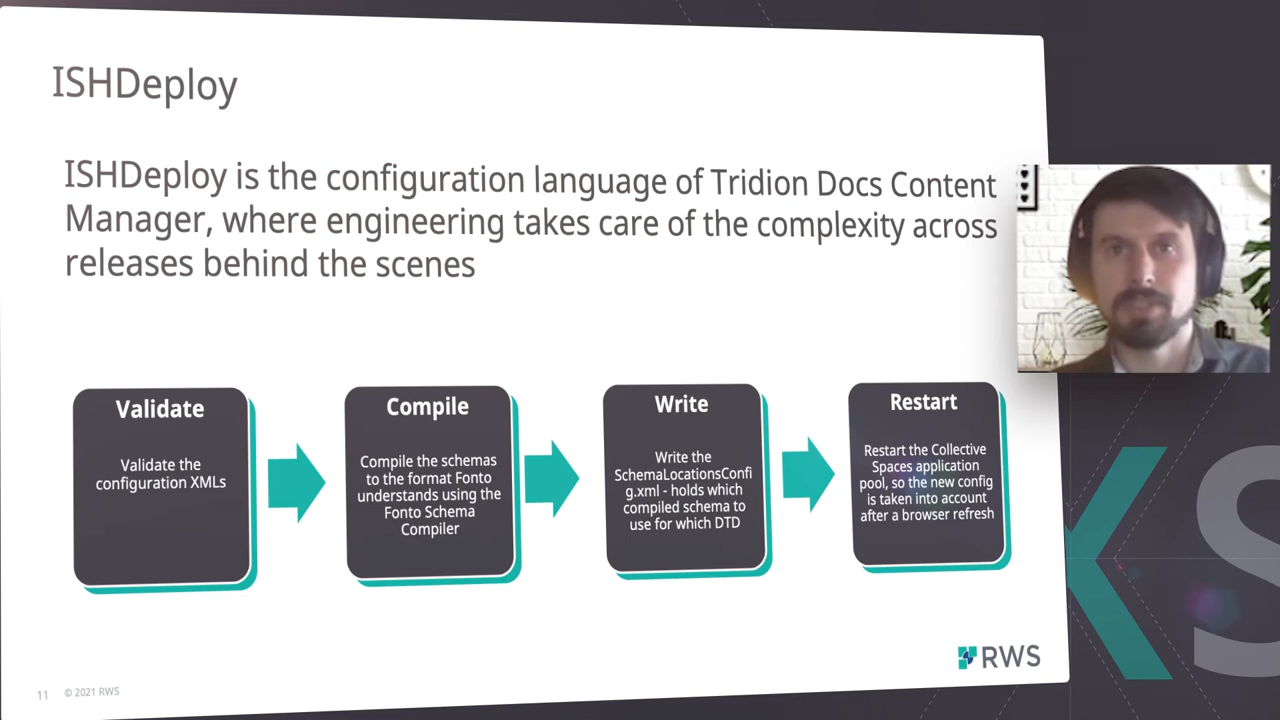 ISHDeploy
ISHDeploy is the configuration language of Tridion Docs Content
Manager, where engineering takes care of the complexity across
releases behind the scenes
Validate
Validate the
configuration XMLs
Compile
Compile the schemas
to the format Fonto
understands using the
Fonto Schema
Compiler
Write
Write the
SchemaLocationsConfi
g.xml - holds which
compiled schema to
use for which DTD
Restart
Restart the Collective
Spaces application
pool, so the new config
is taken into account
after a browser refresh
RWS
11 © 2021 RWS
KS